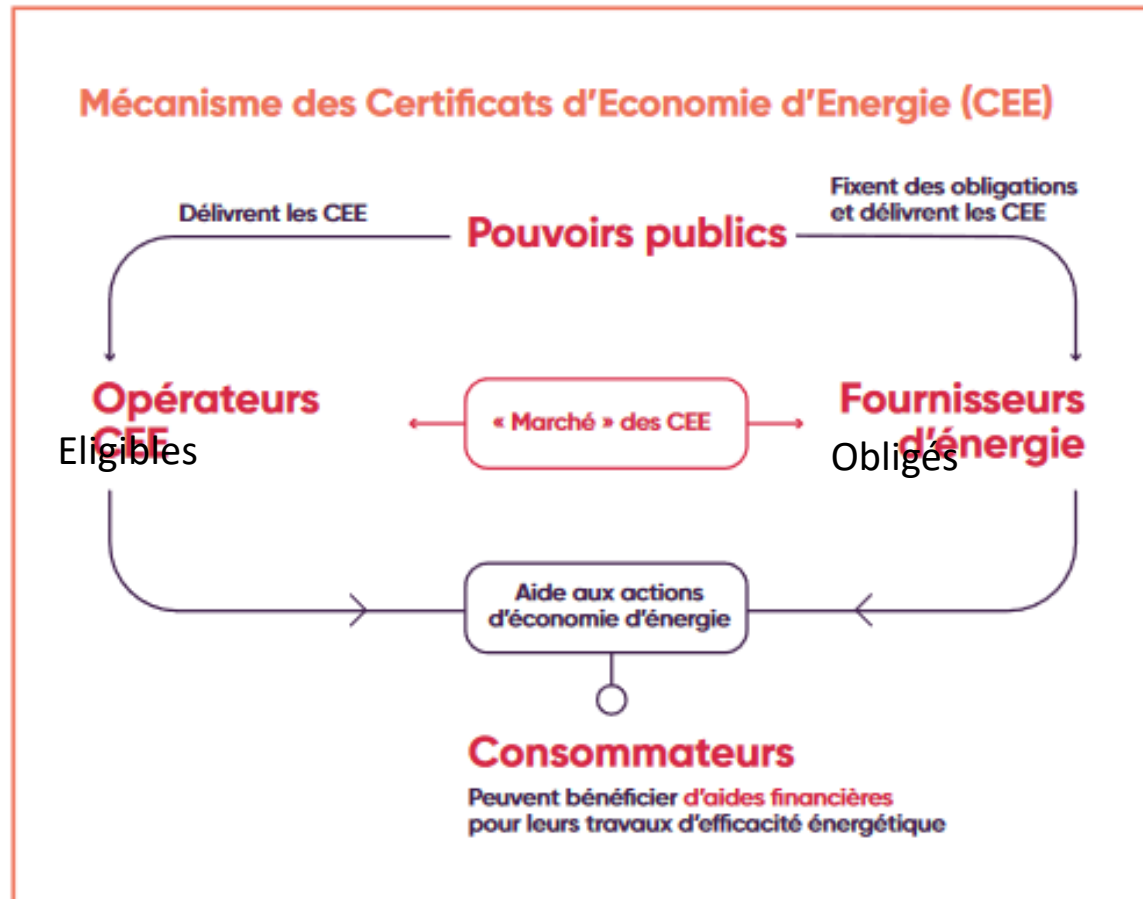 Mécanisme des Certificats d'Economie d'Energie (CEE)
Délivrent les CEE
Fixent des obligations
et délivrent les CEE
Pouvoirs publics
Opérateurs
CEE
Eligibles
« Marché » des CEE
Fournisseurs
d'énergie
Obligés
Aide aux actions
d'économie d'énergie
Consommateurs
Peuvent bénéficier d'aides financières
pour leurs travaux d'efficacité énergétique